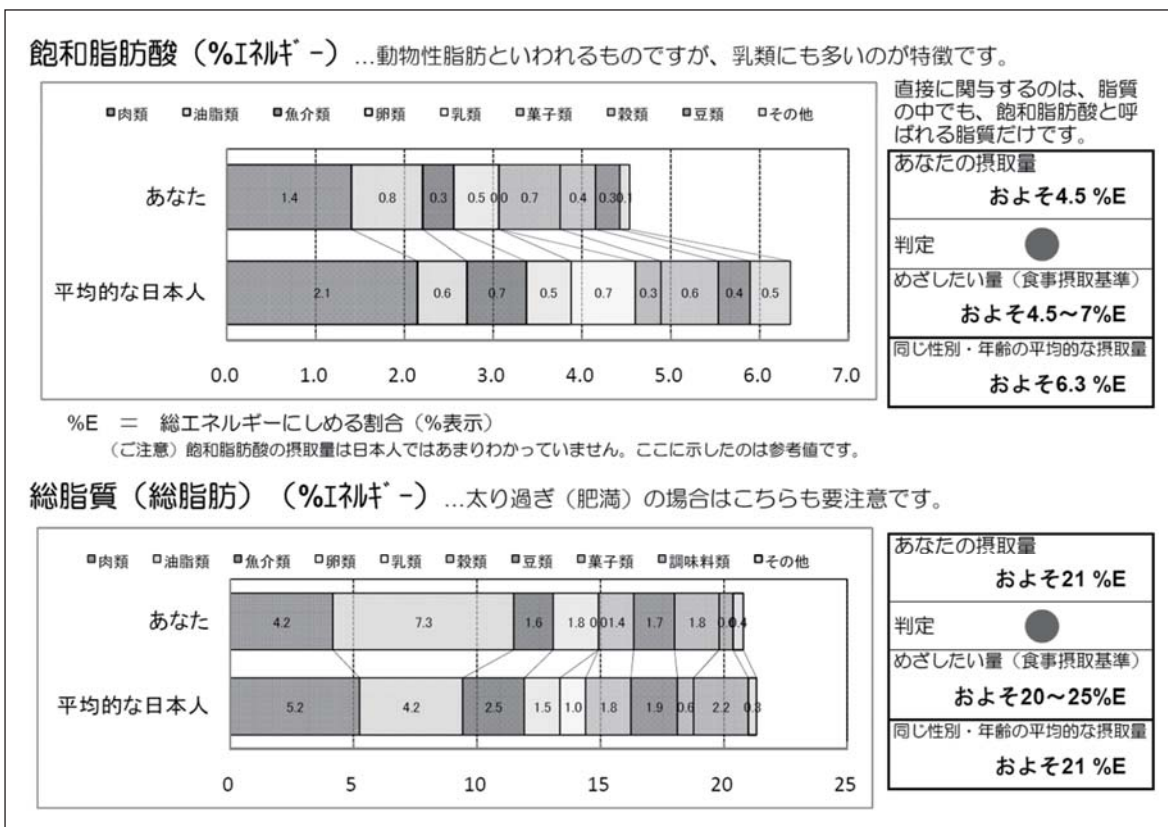 飽和脂肪酸（%ｴﾈﾙｷﾞｰ）…動物性脂肪といわれるものですが、乳類にも多いのが特徴です。
■肉類 □油脂類 ■魚介類 □卵類 □乳類 □菓子類 □穀類 ■豆類 □その他
あなた
1.4 0.8 0.3 0.5 0.0 0.7 0.4 0.3 0.1
平均的な日本人
2.1 0.6 0.7 0.5 0.7 0.3 0.6 0.4 0.5
0.0 1.0 2.0 3.0 4.0 5.0 6.0 7.0
直接に関与するのは、脂質
の中でも、飽和脂肪酸と呼
ばれる脂質だけです。
あなたの摂取量
およそ4.5 %E
判定
めざしたい量（食事摂取基準）
およそ4.5～7%E
同じ性別・年齢の平均的な摂取量
およそ6.3 %E
%E ＝ 総エネルギーにしめる割合（%表示）
（ご注意）飽和脂肪酸の摂取量は日本人ではあまりわかっていません。ここに示したのは参考値です。
総脂質（総脂肪）（%ｴﾈﾙｷﾞｰ）…太り過ぎ（肥満）の場合はこちらも要注意です。
■肉類 □油脂類 ■魚介類 □卵類 □乳類 □穀類 ■豆類 □菓子類 □調味料類 □その他
あなた
4.2 7.3 1.6 1.8 0.0 1.4 1.7 1.8 0.4
平均的な日本人
5.2 4.2 2.5 1.5 1.0 1.8 1.9 0.6 2.2 0.3
0 5 10 15 20 25
あなたの摂取量
およそ21 %E
判定
めざしたい量（食事摂取基準）
およそ20～25%E
同じ性別・年齢の平均的な摂取量
およそ21 %E